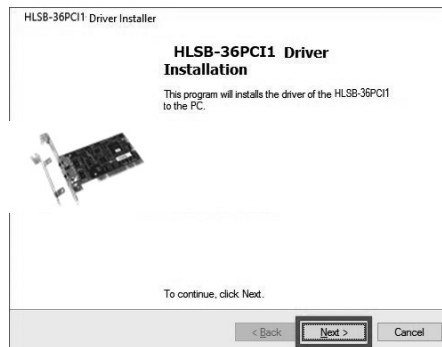 HLSB-36PCI1 Driver Installer
HLSB-36PCI1 Driver
Installation
This program will installs the driver of the HLSB-36PCI1
to the PC.
To continue, click Next.
< Back Next > Cancel